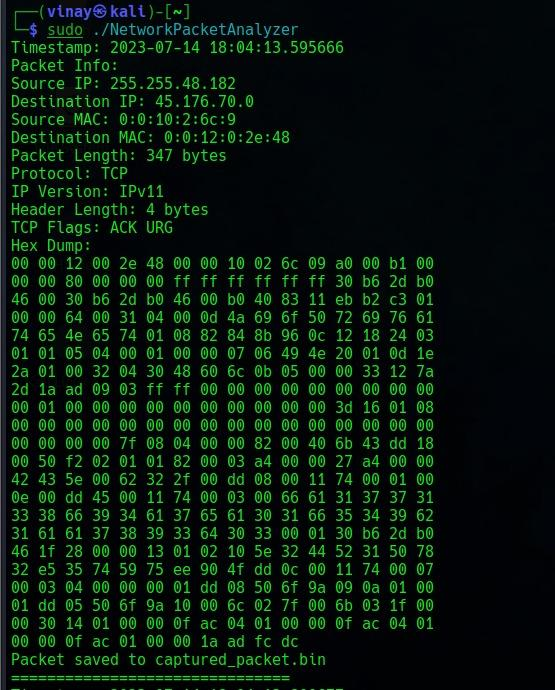 ┌──(vinay㉿kali)-[~]
└─$ sudo ./NetworkPacketAnalyzer
Timestamp: 2023-07-14 18:04:13.595666
Packet Info:
Source IP: 255.255.48.182
Destination IP: 45.176.70.0
Source MAC: 0:0:10:2:6c:9
Destination MAC: 0:0:12:0:2e:48
Packet Length: 347 bytes
Protocol: TCP
IP Version: IPv11
Header Length: 4 bytes
TCP Flags: ACK URG
Hex Dump:
00 00 12 00 2e 48 00 00 10 02 6c 09 a0 00 b1 00
00 00 80 00 00 00 ff ff ff ff ff ff 30 b6 2d b0
46 00 30 b6 2d b0 46 00 b0 40 83 11 eb b2 c3 01
00 00 64 00 31 04 00 0d 4a 69 6f 50 72 69 76 61
74 65 4e 65 74 01 08 82 84 8b 96 0c 12 18 24 03
01 01 05 04 00 01 00 00 07 06 49 4e 20 01 0d 1e
2a 01 00 32 04 30 48 60 6c 0b 05 00 00 33 12 7a
2d 1a ad 09 03 ff ff 00 00 00 00 00 00 00 00 00
00 01 00 00 00 00 00 00 00 00 00 00 3d 16 01 08
00 00 00 00 00 00 00 00 00 00 00 00 00 00 00 00
00 00 00 00 7f 08 04 00 00 82 00 40 6b 43 dd 18
00 50 f2 02 01 01 82 00 03 a4 00 00 27 a4 00 00
42 43 5e 00 62 32 2f 00 dd 08 00 11 74 00 01 00
0e 00 dd 45 00 11 74 00 03 00 66 61 31 37 37 31
33 38 66 39 34 61 37 65 61 30 31 66 35 34 39 62
31 61 61 37 38 39 33 64 30 33 00 01 30 b6 2d b0
46 1f 28 00 00 13 01 02 10 5e 32 44 52 31 50 78
32 e5 35 74 59 75 ee 90 4f dd 0c 00 11 74 00 07
00 03 04 00 00 00 01 dd 08 50 6f 9a 09 0a 01 00
01 dd 05 50 6f 9a 10 00 6c 02 7f 00 6b 03 1f 00
00 30 14 01 00 00 0f ac 04 01 00 00 0f ac 04 01
00 00 0f ac 01 00 00 1a ad fc dc
Packet saved to captured_packet.bin
===============================